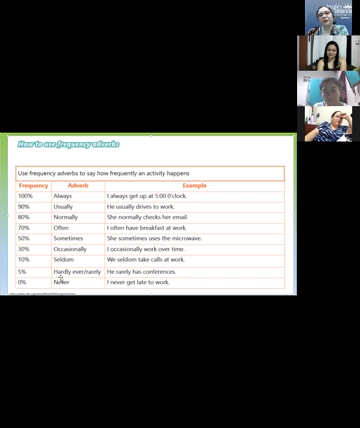 How to use frequency adverbs
Use frequency adverbs to say how frequently an activity happens
Frequency Adverb Example
100% Always I always get up at 5:00 0'clock.
90% Usually He usually drives to work.
80% Normally She normally checks her email.
70% Often I often have breakfast at work.
50% Sometimes She sometimes uses the microwave.
30% Occasionally I occasionally work over time.
10% Seldom We seldom take calls at work.
5% Hardly ever/rarely He rarely has conferences.
0% Never I never get late to work.